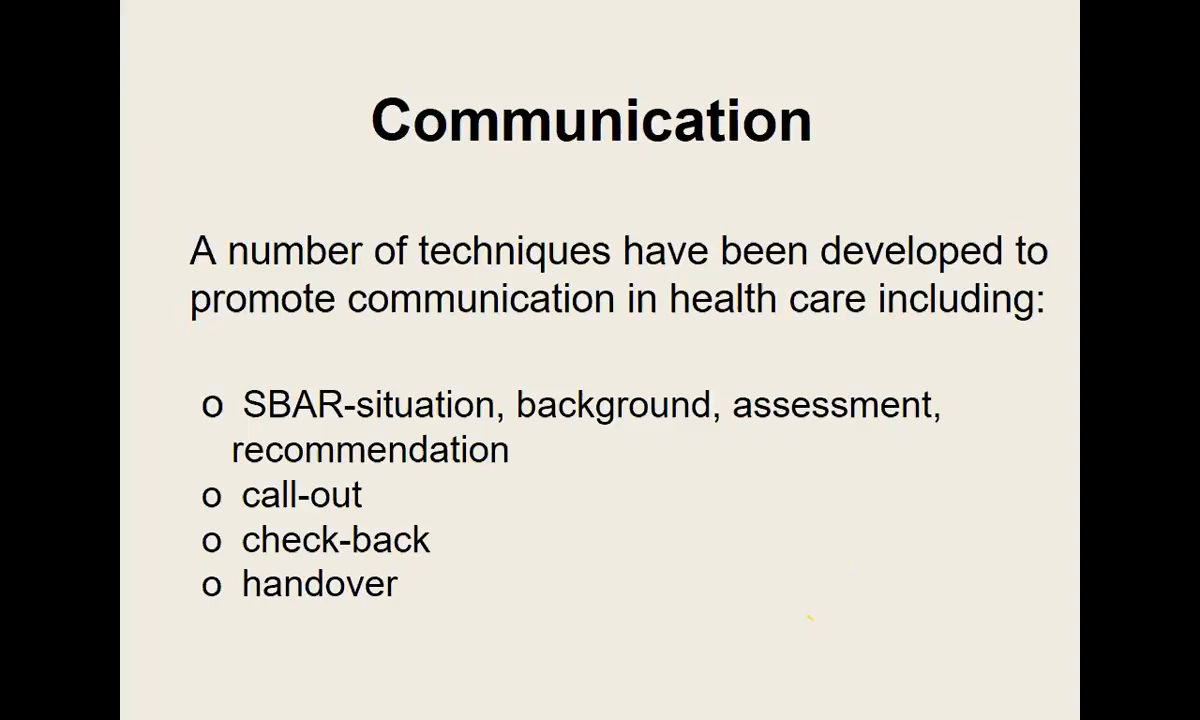 Communication
A number of techniques have been developed to
promote communication in health care including:
o SBAR-situation, background, assessment,
recommendation
o call-out
o check-back
o handover